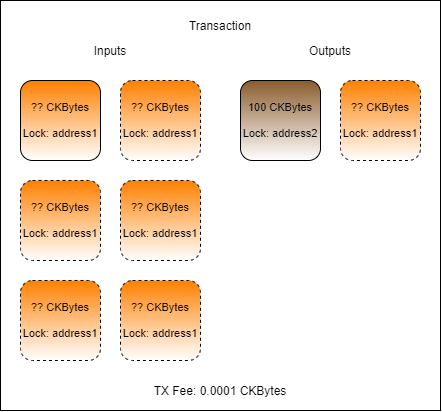 Transaction
Inputs
Outputs
?? CKBytes
Lock: address1
?? CKBytes
Lock: address1
100 CKBytes
Lock: address2
?? CKBytes
Lock: address1
?? CKBytes
Lock: address1
?? CKBytes
Lock: address1
?? CKBytes
Lock: address1
?? CKBytes
Lock: address1
TX Fee: 0.0001 CKBytes